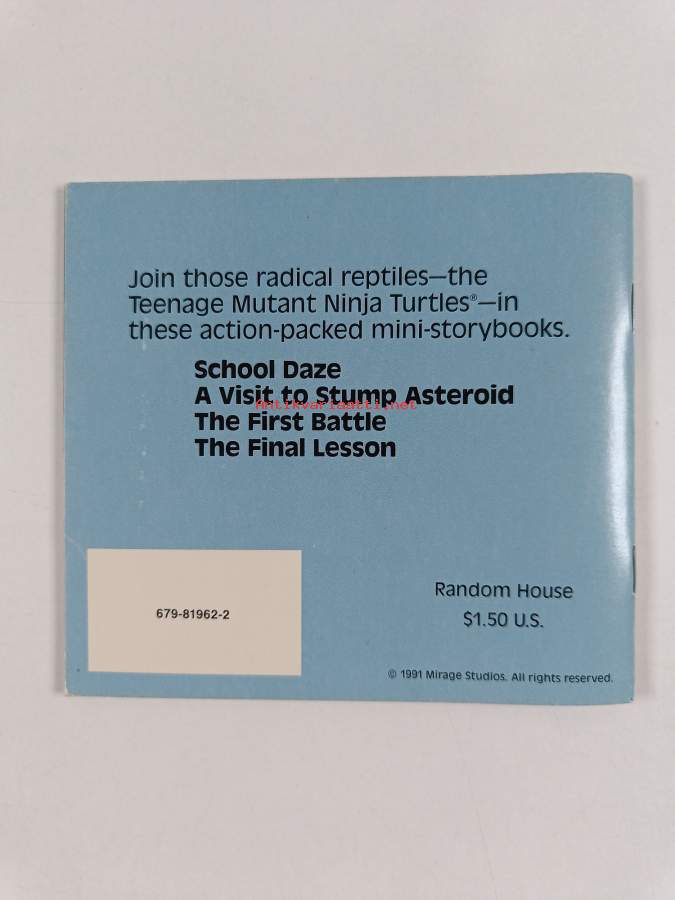 Join those radical reptiles—the
Teenage Mutant Ninja Turtles®—in
these action-packed mini-storybooks.
School Daze
A Visit to Stump Asteroid
Antikvariaatti.net
The First Battle
The Final Lesson
679-81962-2
Random House
$1.50 U.S.
© 1991 Mirage Studios. All rights reserved.